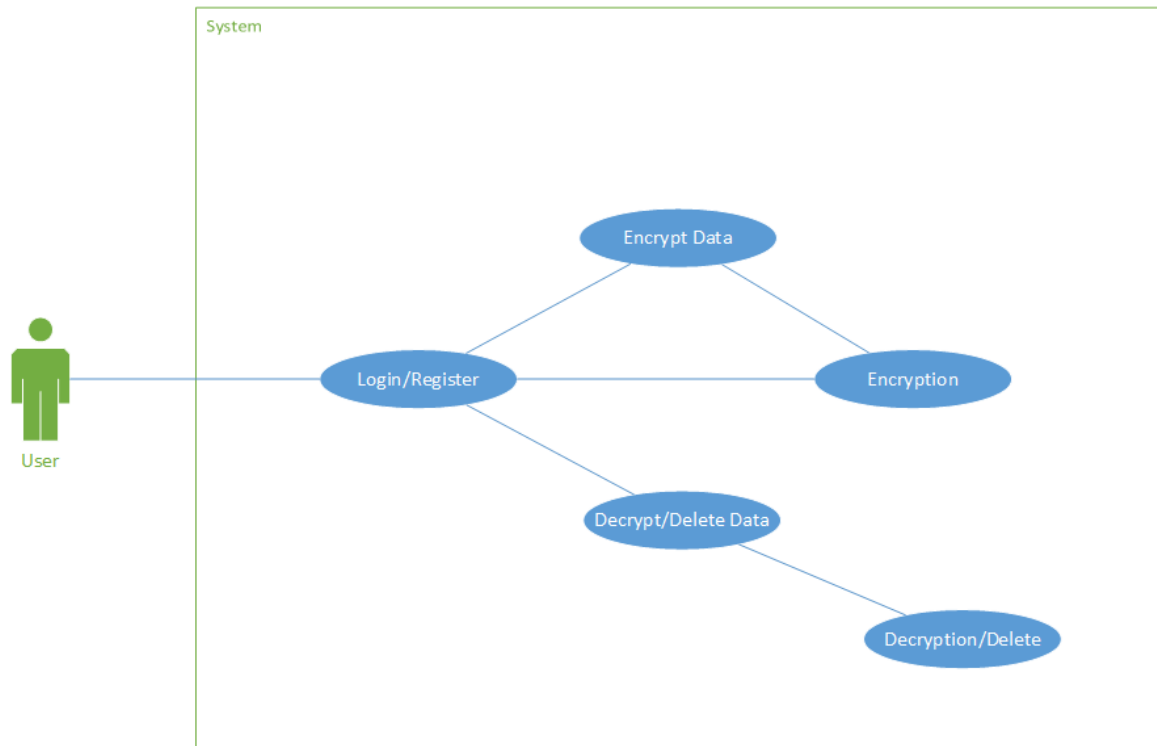 System
Encrypt Data
Login/Register
Encryption
User
Decrypt/Delete Data
Decryption/Delete